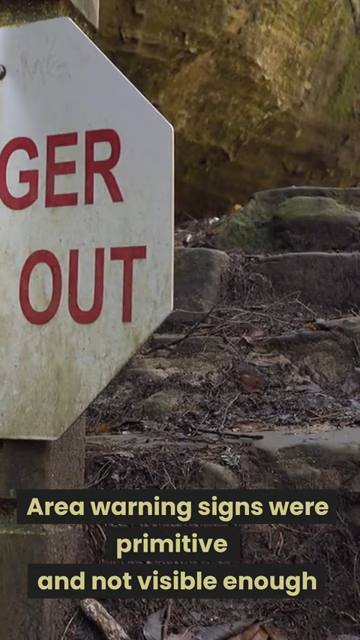 GER
OUT
Area warning signs were
primitive
and not visible enough